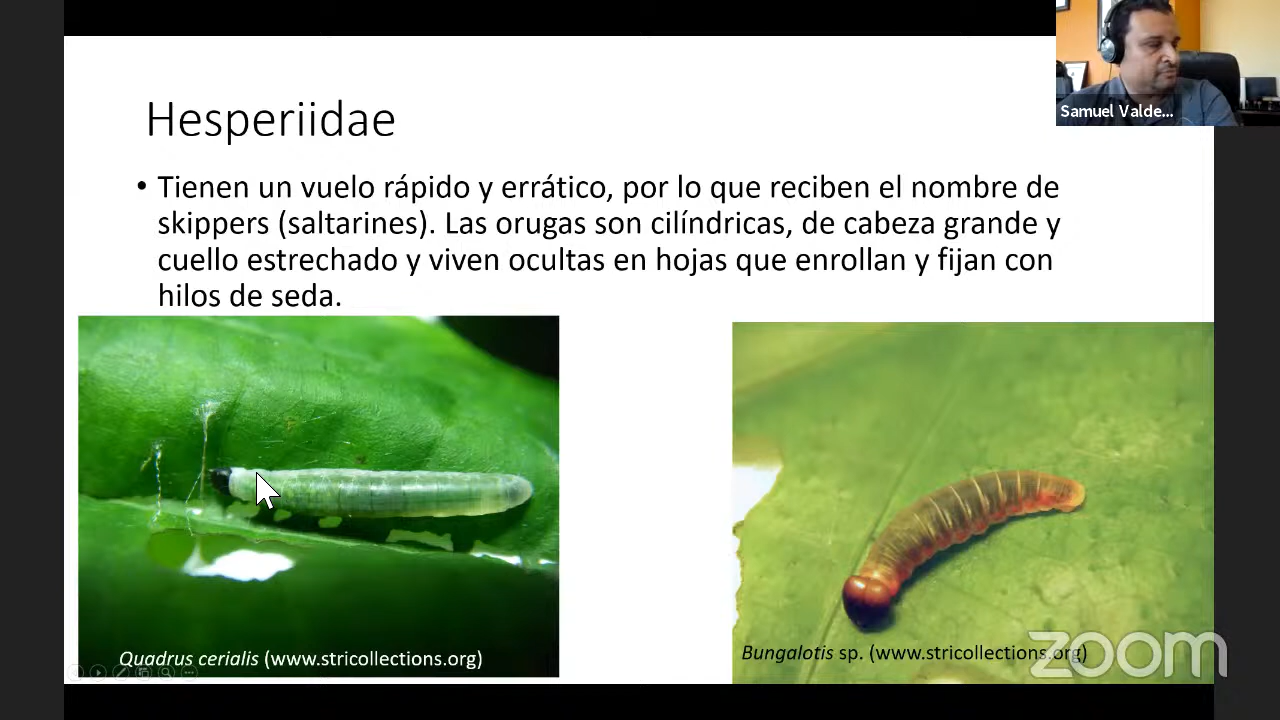 Samuel Valde...
Hesperiidae
• Tienen un vuelo rápido y errático, por lo que reciben el nombre de
skippers (saltarines). Las orugas son cilíndricas, de cabeza grande y
cuello estrechado y viven ocultas en hojas que enrollan y fijan con
hilos de seda.
Quadrus cerialis (www.stricollections.org)
Bungalotis sp. (www.stricollections.org)
zoom